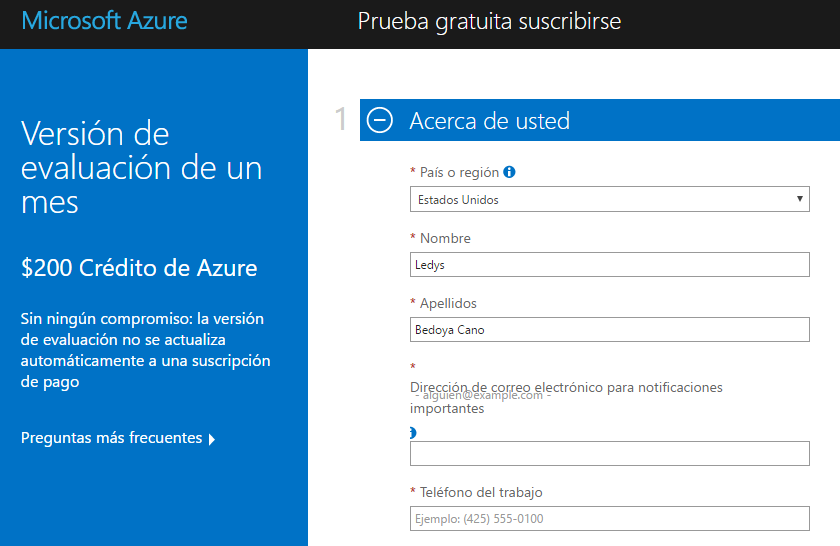 Microsoft Azure
Prueba gratuita suscribirse
Versión de
evaluación de un
mes
$200 Crédito de Azure
Sin ningún compromiso: la versión
de evaluación no se actualiza
automáticamente a una suscripción
de pago
Preguntas más frecuentes
1
Acerca de usted
* País o región
Estados Unidos
* Nombre
Ledys
* Apellidos
Bedoya Cano
*
Dirección de correo electrónico para notificaciones
- alguien@example.com -
importantes
* Teléfono del trabajo
Ejemplo: (425) 555-0100